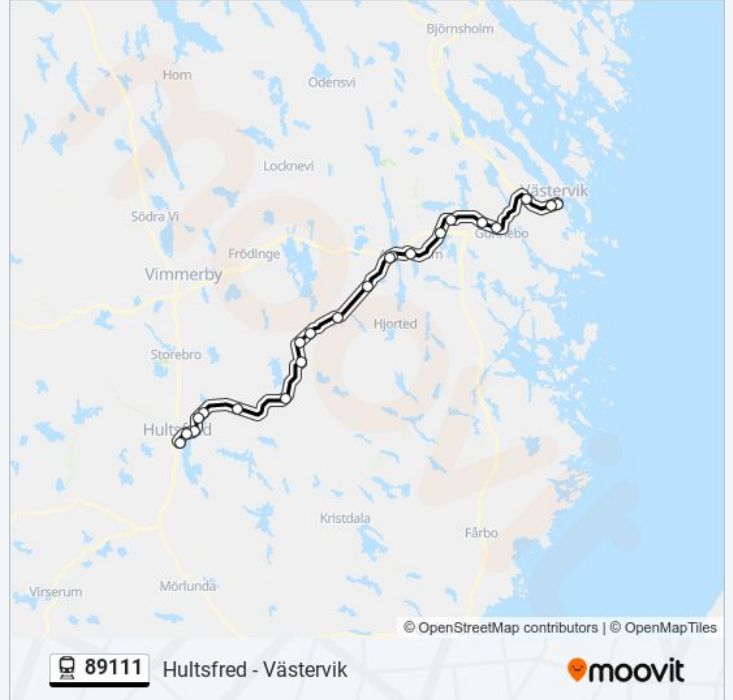 Björnsholm
Horn
Odensvi
Locknevi
Västervik
Södra Vi
Gunnebo
Frödinge
Vimmerby
Hjorted
Storebro
Hultsfred
Kristdala
Fårbo
Virserum
Mörlunda
© OpenStreetMap contributors | © OpenMapTiles
89111 Hultsfred - Västervik
moovit